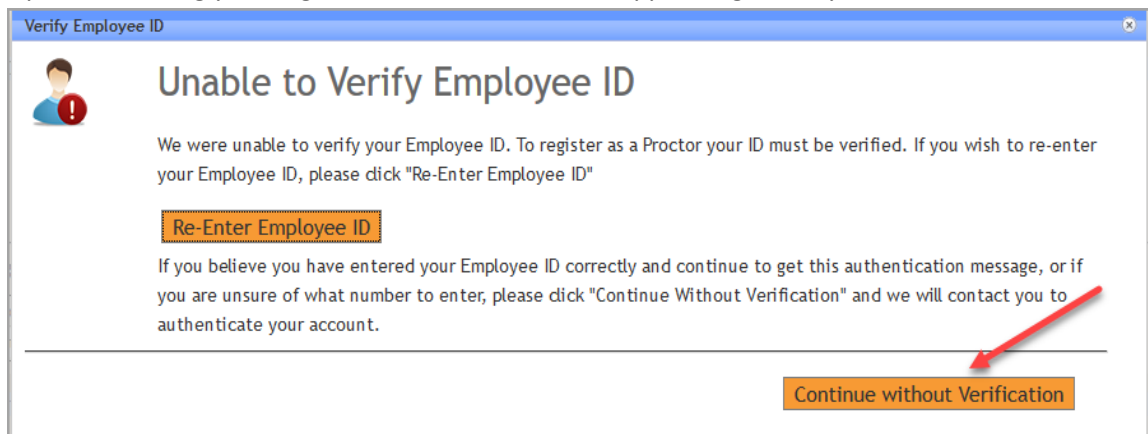 Verify Employee ID
Unable to Verify Employee ID
We were unable to verify your Employee ID. To register as a Proctor your ID must be verified. If you wish to re-enter
your Employee ID, please click "Re-Enter Employee ID"
Re-Enter Employee ID
If you believe you have entered your Employee ID correctly and continue to get this authentication message, or if
you are unsure of what number to enter, please click "Continue Without Verification" and we will contact you to
authenticate your account.
Continue without Verification